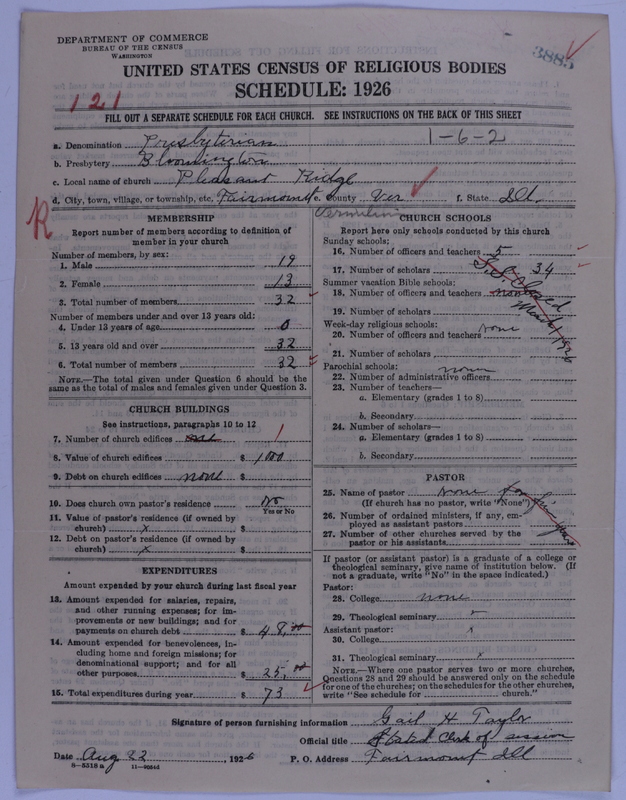 DEPARTMENT OF COMMERCE
BUREAU OF THE CENSUS
WASHINGTON
3885
UNITED STATES CENSUS OF RELIGIOUS BODIES
SCHEDULE: 1926
121
FILL OUT A SEPARATE SCHEDULE FOR EACH CHURCH. SEE INSTRUCTIONS ON THE BACK OF THIS SHEET
1-6-2
a. Denomination Presbyterian
b. Presbytery Bloomington
c. Local name of church Pleasant Ridge
d. City, town, village, or township, etc. Fairmount e. County Ver f. State Ill.
Vermilion
R
MEMBERSHIP
Report number of members according to definition of
member in your church
Number of members, by sex:
1. Male 19
2. Female 13
3. Total number of members 32
Number of members under and over 13 years old:
4. Under 13 years of age 0
5. 13 years old and over 32
6. Total number of members 32
NOTE.—The total given under Question 6 should be the
same as the total of males and females given under Question 3.
CHURCH BUILDINGS
See instructions, paragraphs 10 to 12
7. Number of church edifices one 1
8. Value of church edifices $ 1000
9. Debt on church edifices none $
10. Does church own pastor's residence No
Yes or No
11. Value of pastor's residence (if owned by
church) x $
12. Debt on pastor's residence (if owned by
church) x $
EXPENDITURES
Amount expended by your church during last fiscal year
13. Amount expended for salaries, repairs,
and other running expenses; for im-
provements or new buildings; and for
payments on church debt $ 48.00
14. Amount expended for benevolences, in-
cluding home and foreign missions; for
denominational support; and for all
other purposes $ 25.00
15. Total expenditures during year $ 73
CHURCH SCHOOLS
Report here only schools conducted by this church
Sunday schools:
16. Number of officers and teachers 5
17. Number of scholars 34
S.S. Closed
March 1926
Summer vacation Bible schools:
18. Number of officers and teachers none
19. Number of scholars
Week-day religious schools:
20. Number of officers and teachers none
21. Number of scholars
Parochial schools: none
22. Number of administrative officers
23. Number of teachers—
a. Elementary (grades 1 to 8)
b. Secondary
24. Number of scholars—
a. Elementary (grades 1 to 8)
b. Secondary
PASTOR
25. Name of pastor none for five years
(If church has no pastor, write "None")
26. Number of ordained ministers, if any, em-
ployed as assistant pastors
27. Number of other churches served by the
pastor or his assistants
If pastor (or assistant pastor) is a graduate of a college or
theological seminary, give name of institution below. (If
not a graduate, write "No" in the space indicated.)
Pastor:
28. College none
29. Theological seminary
Assistant pastor: x
30. College
31. Theological seminary x
NOTE.—Where one pastor serves two or more churches,
Questions 28 and 29 should be answered only on the schedule
for one of the churches; on the schedules for the other churches,
write "See schedule for church."
Signature of person furnishing information Gail H Taylor
Official title Stated Clerk of session
Date Aug 22, 1926 P. O. Address Fairmount Ill
8-5318 a 11-90545